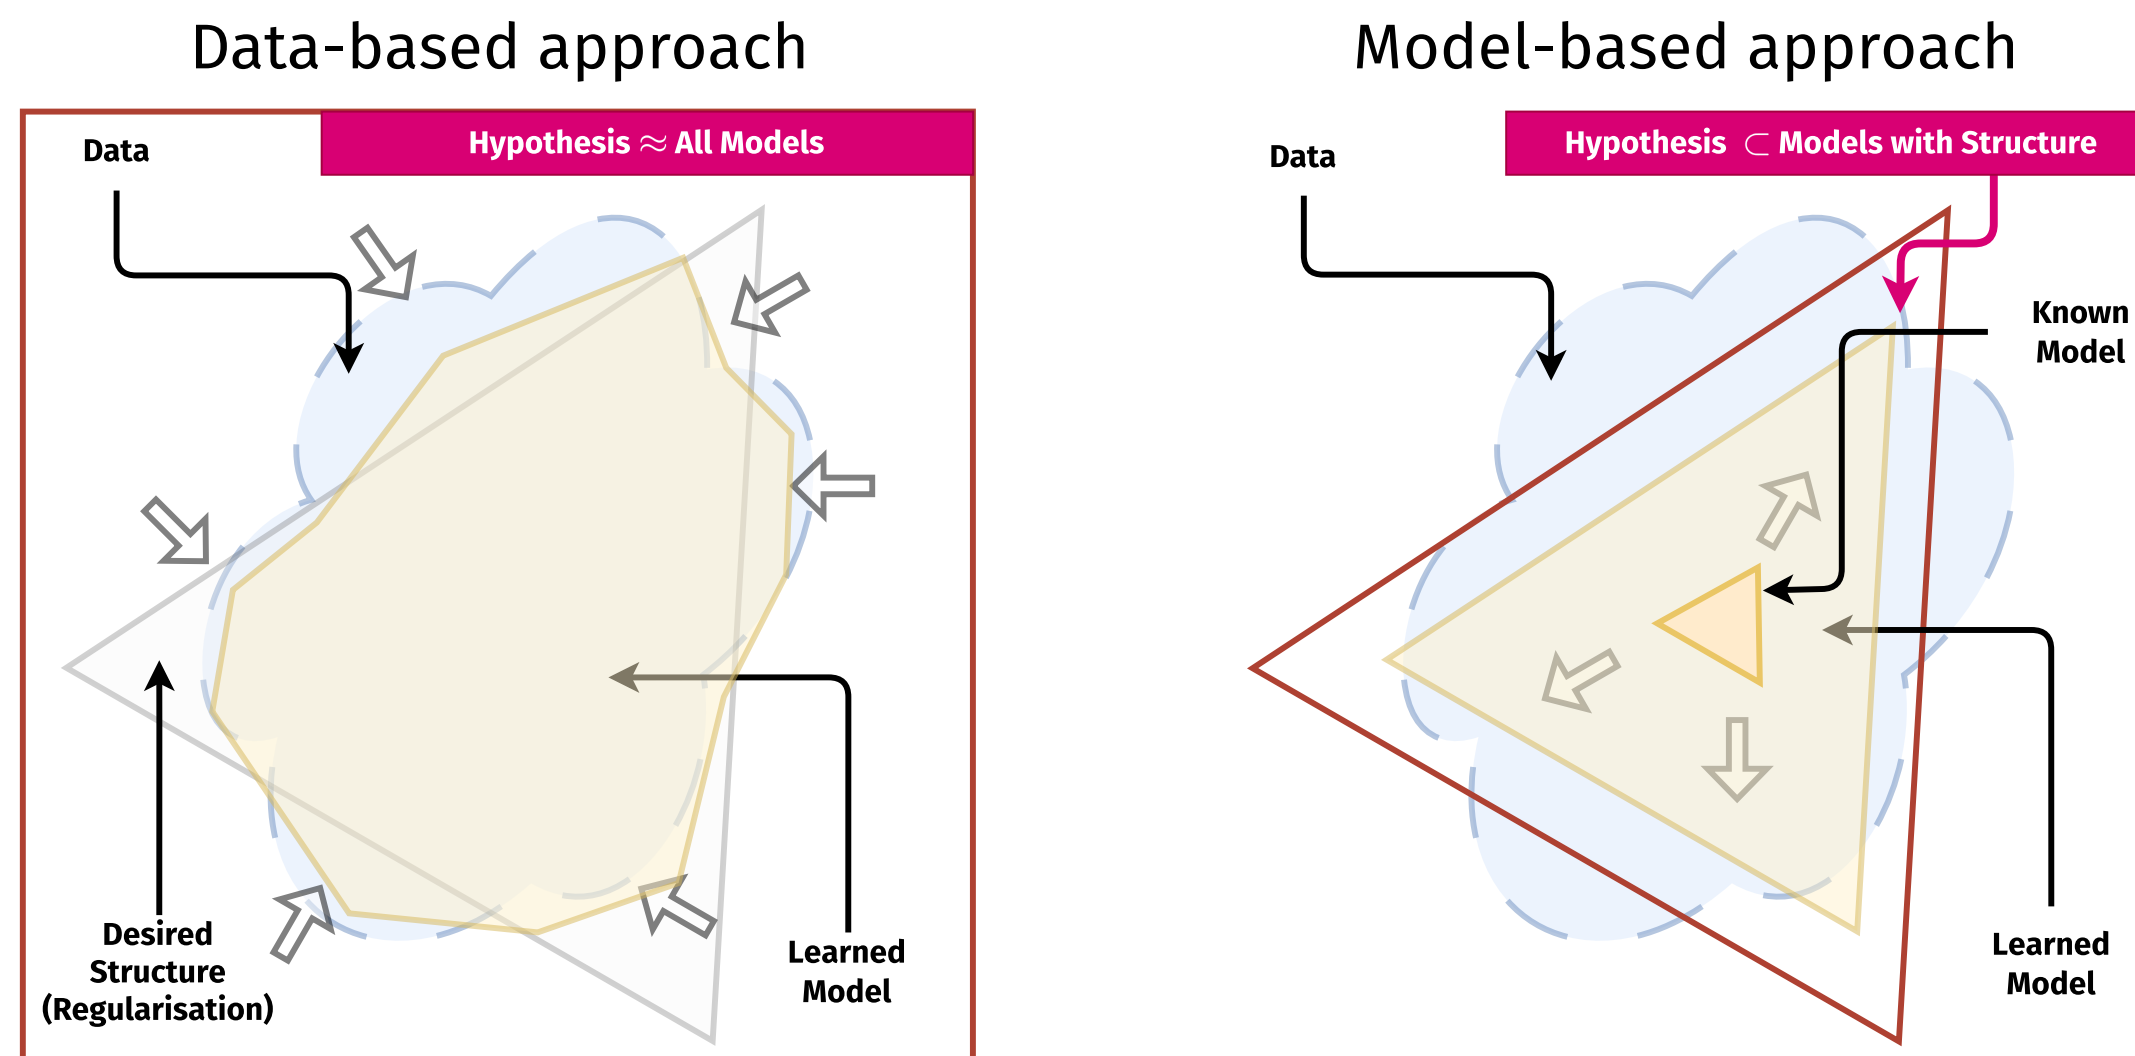 Data-based approach
Hypothesis ≈ All Models
Data
Desired
Structure
(Regularisation)
Learned
Model
Model-based approach
Hypothesis ⊂ Models with Structure
Data
Known
Model
Learned
Model